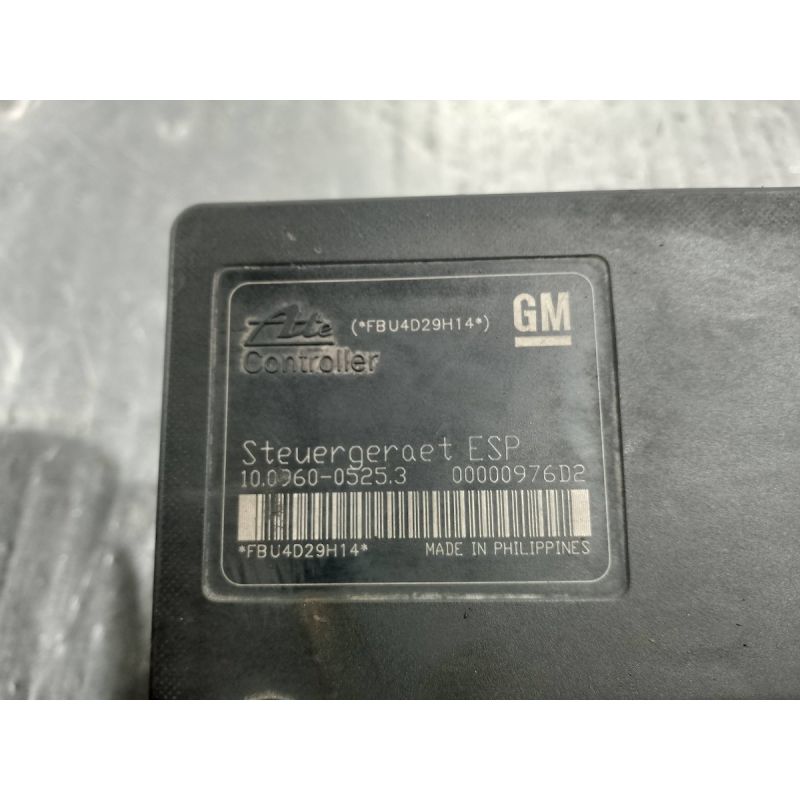 Ate (*FBU4D29H14*) GM
Controller
Steuergeraet ESP
10.0960-0525.3 00000976D2
*FBU4D29H14* MADE IN PHILIPPINES